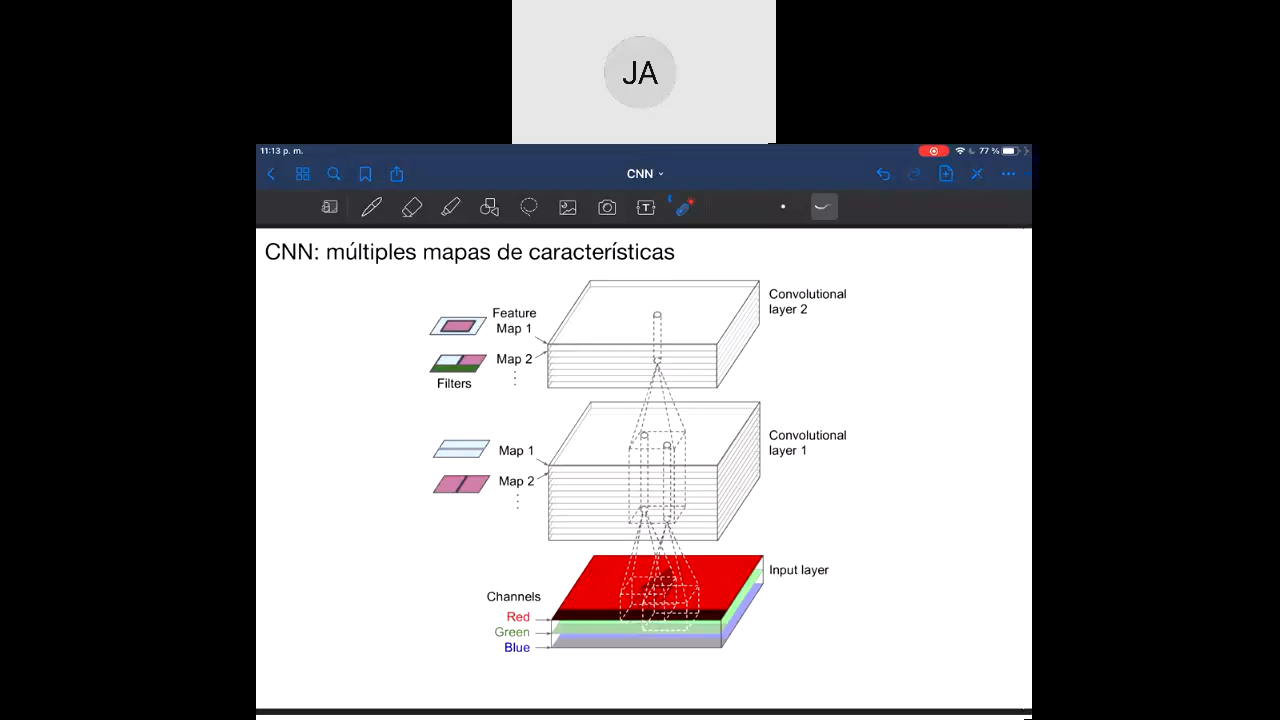 JA
11:13 p. m.
77 %
CNN
T
CNN: múltiples mapas de características
Convolutional
layer 2
Feature
Map 1
Map 2
Filters
Convolutional
layer 1
Map 1
Map 2
Input layer
Channels
Red
Green
Blue